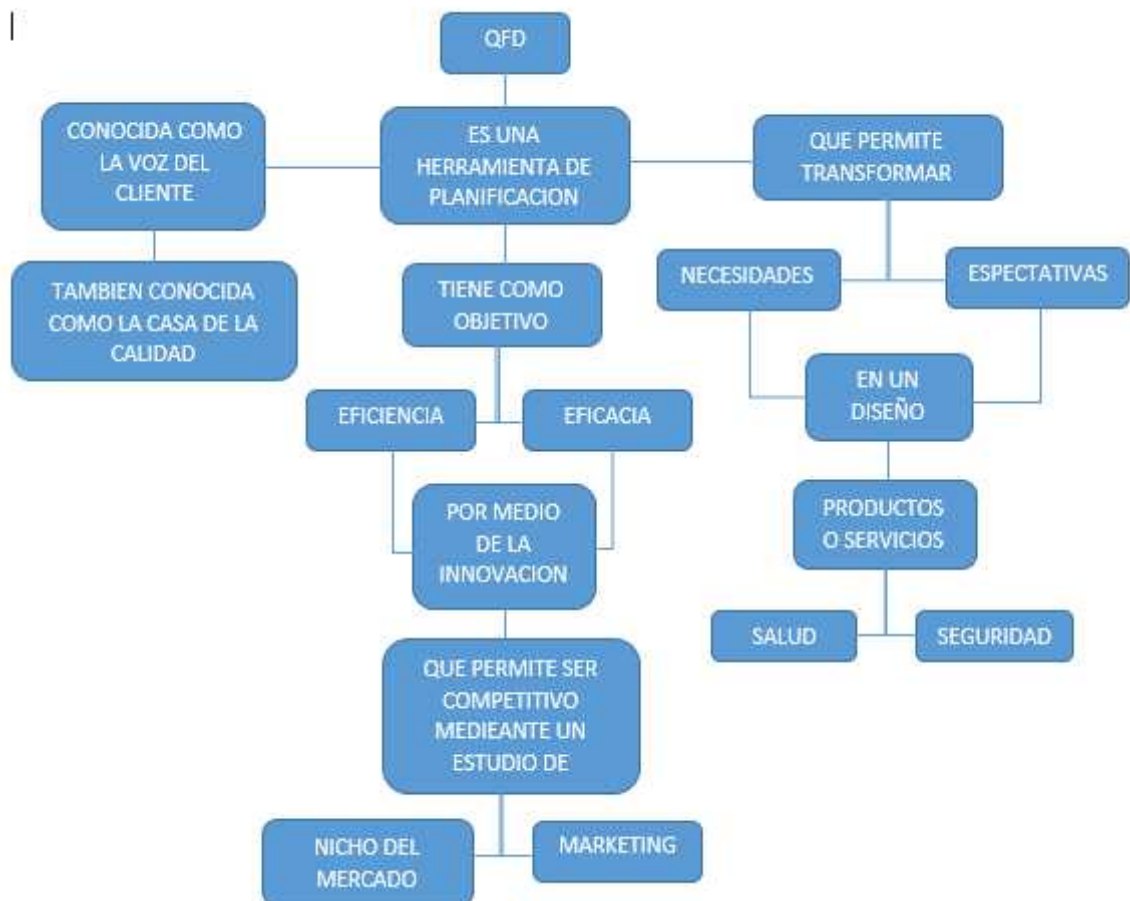 QFD
CONOCIDA COMO
LA VOZ DEL
CLIENTE
ES UNA
HERRAMIENTA DE
PLANIFICACION
QUE PERMITE
TRANSFORMAR
TAMBIEN CONOCIDA
COMO LA CASA DE LA
CALIDAD
TIENE COMO
OBJETIVO
NECESIDADES
ESPECTATIVAS
EFICIENCIA
EFICACIA
EN UN
DISEÑO
POR MEDIO
DE LA
INNOVACION
PRODUCTOS
O SERVICIOS
SALUD
SEGURIDAD
QUE PERMITE SER
COMPETITIVO
MEDIEANTE UN
ESTUDIO DE
NICHO DEL
MERCADO
MARKETING